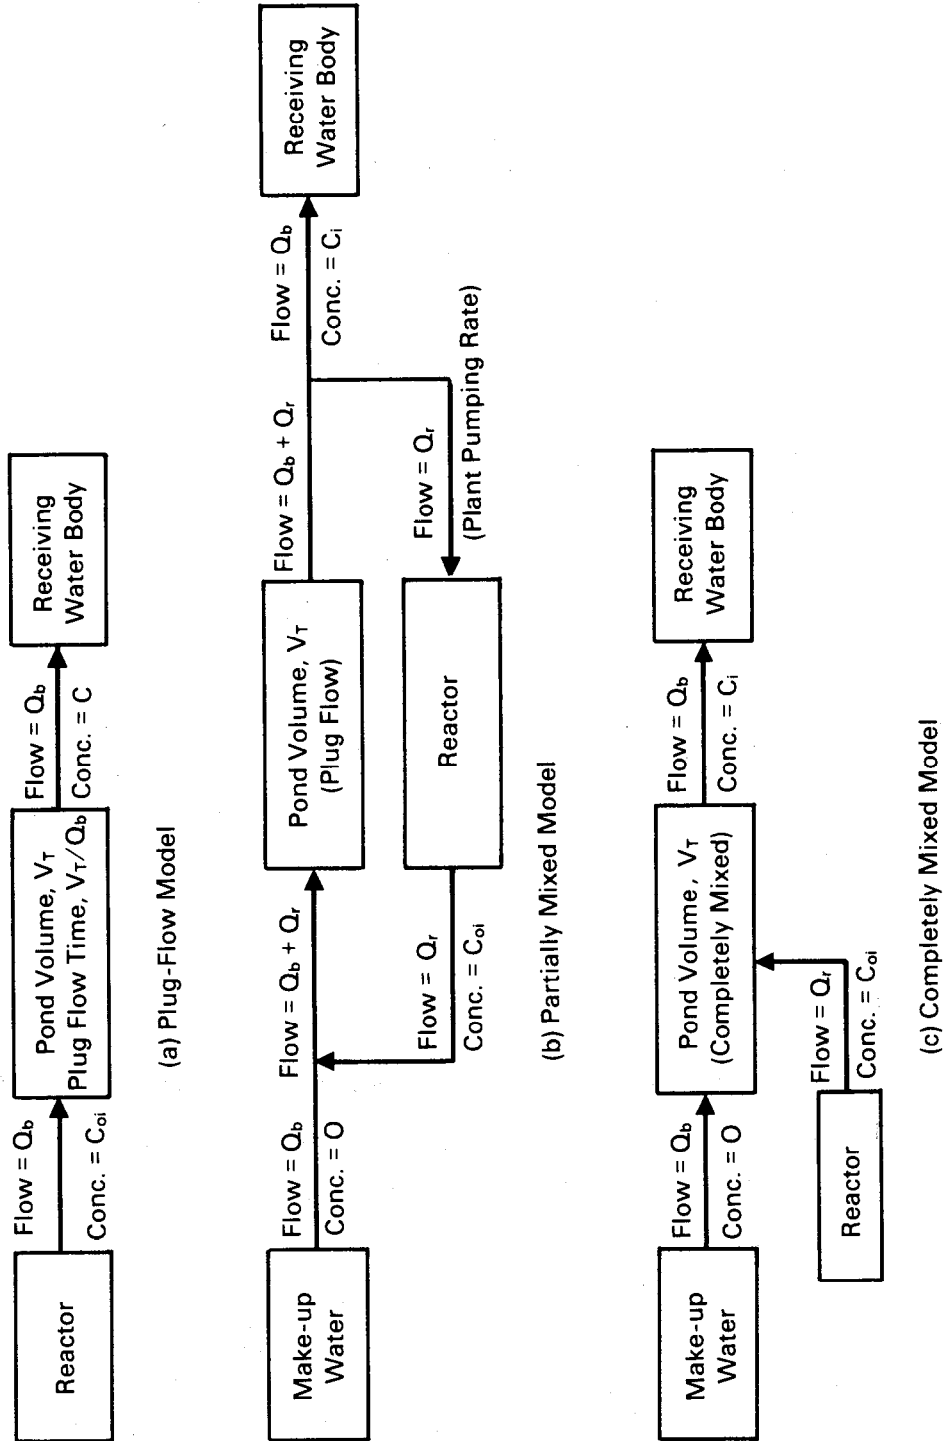 Reactor
Flow = Qb
Conc. = Coi
Pond Volume, VT
Plug Flow Time, VT/Qb
Flow = Qb
Conc. = C
Receiving
Water Body
(a) Plug-Flow Model
Make-up
Water
Flow = Qb
Conc. = O
Flow = Qb + Qr
Pond Volume, VT
(Plug Flow)
Flow = Qb + Qr
Flow = Qb
Conc. = Ci
Receiving
Water Body
Flow = Qr
Conc. = Coi
Reactor
Flow = Qr
(Plant Pumping Rate)
(b) Partially Mixed Model
Make-up
Water
Flow = Qb
Conc. = O
Pond Volume , VT
(Completely Mixed)
Flow = Qb
Conc. = Ci
Receiving
Water Body
Reactor
Flow = Qr
Conc. = Coi
(c) Completely Mixed Model